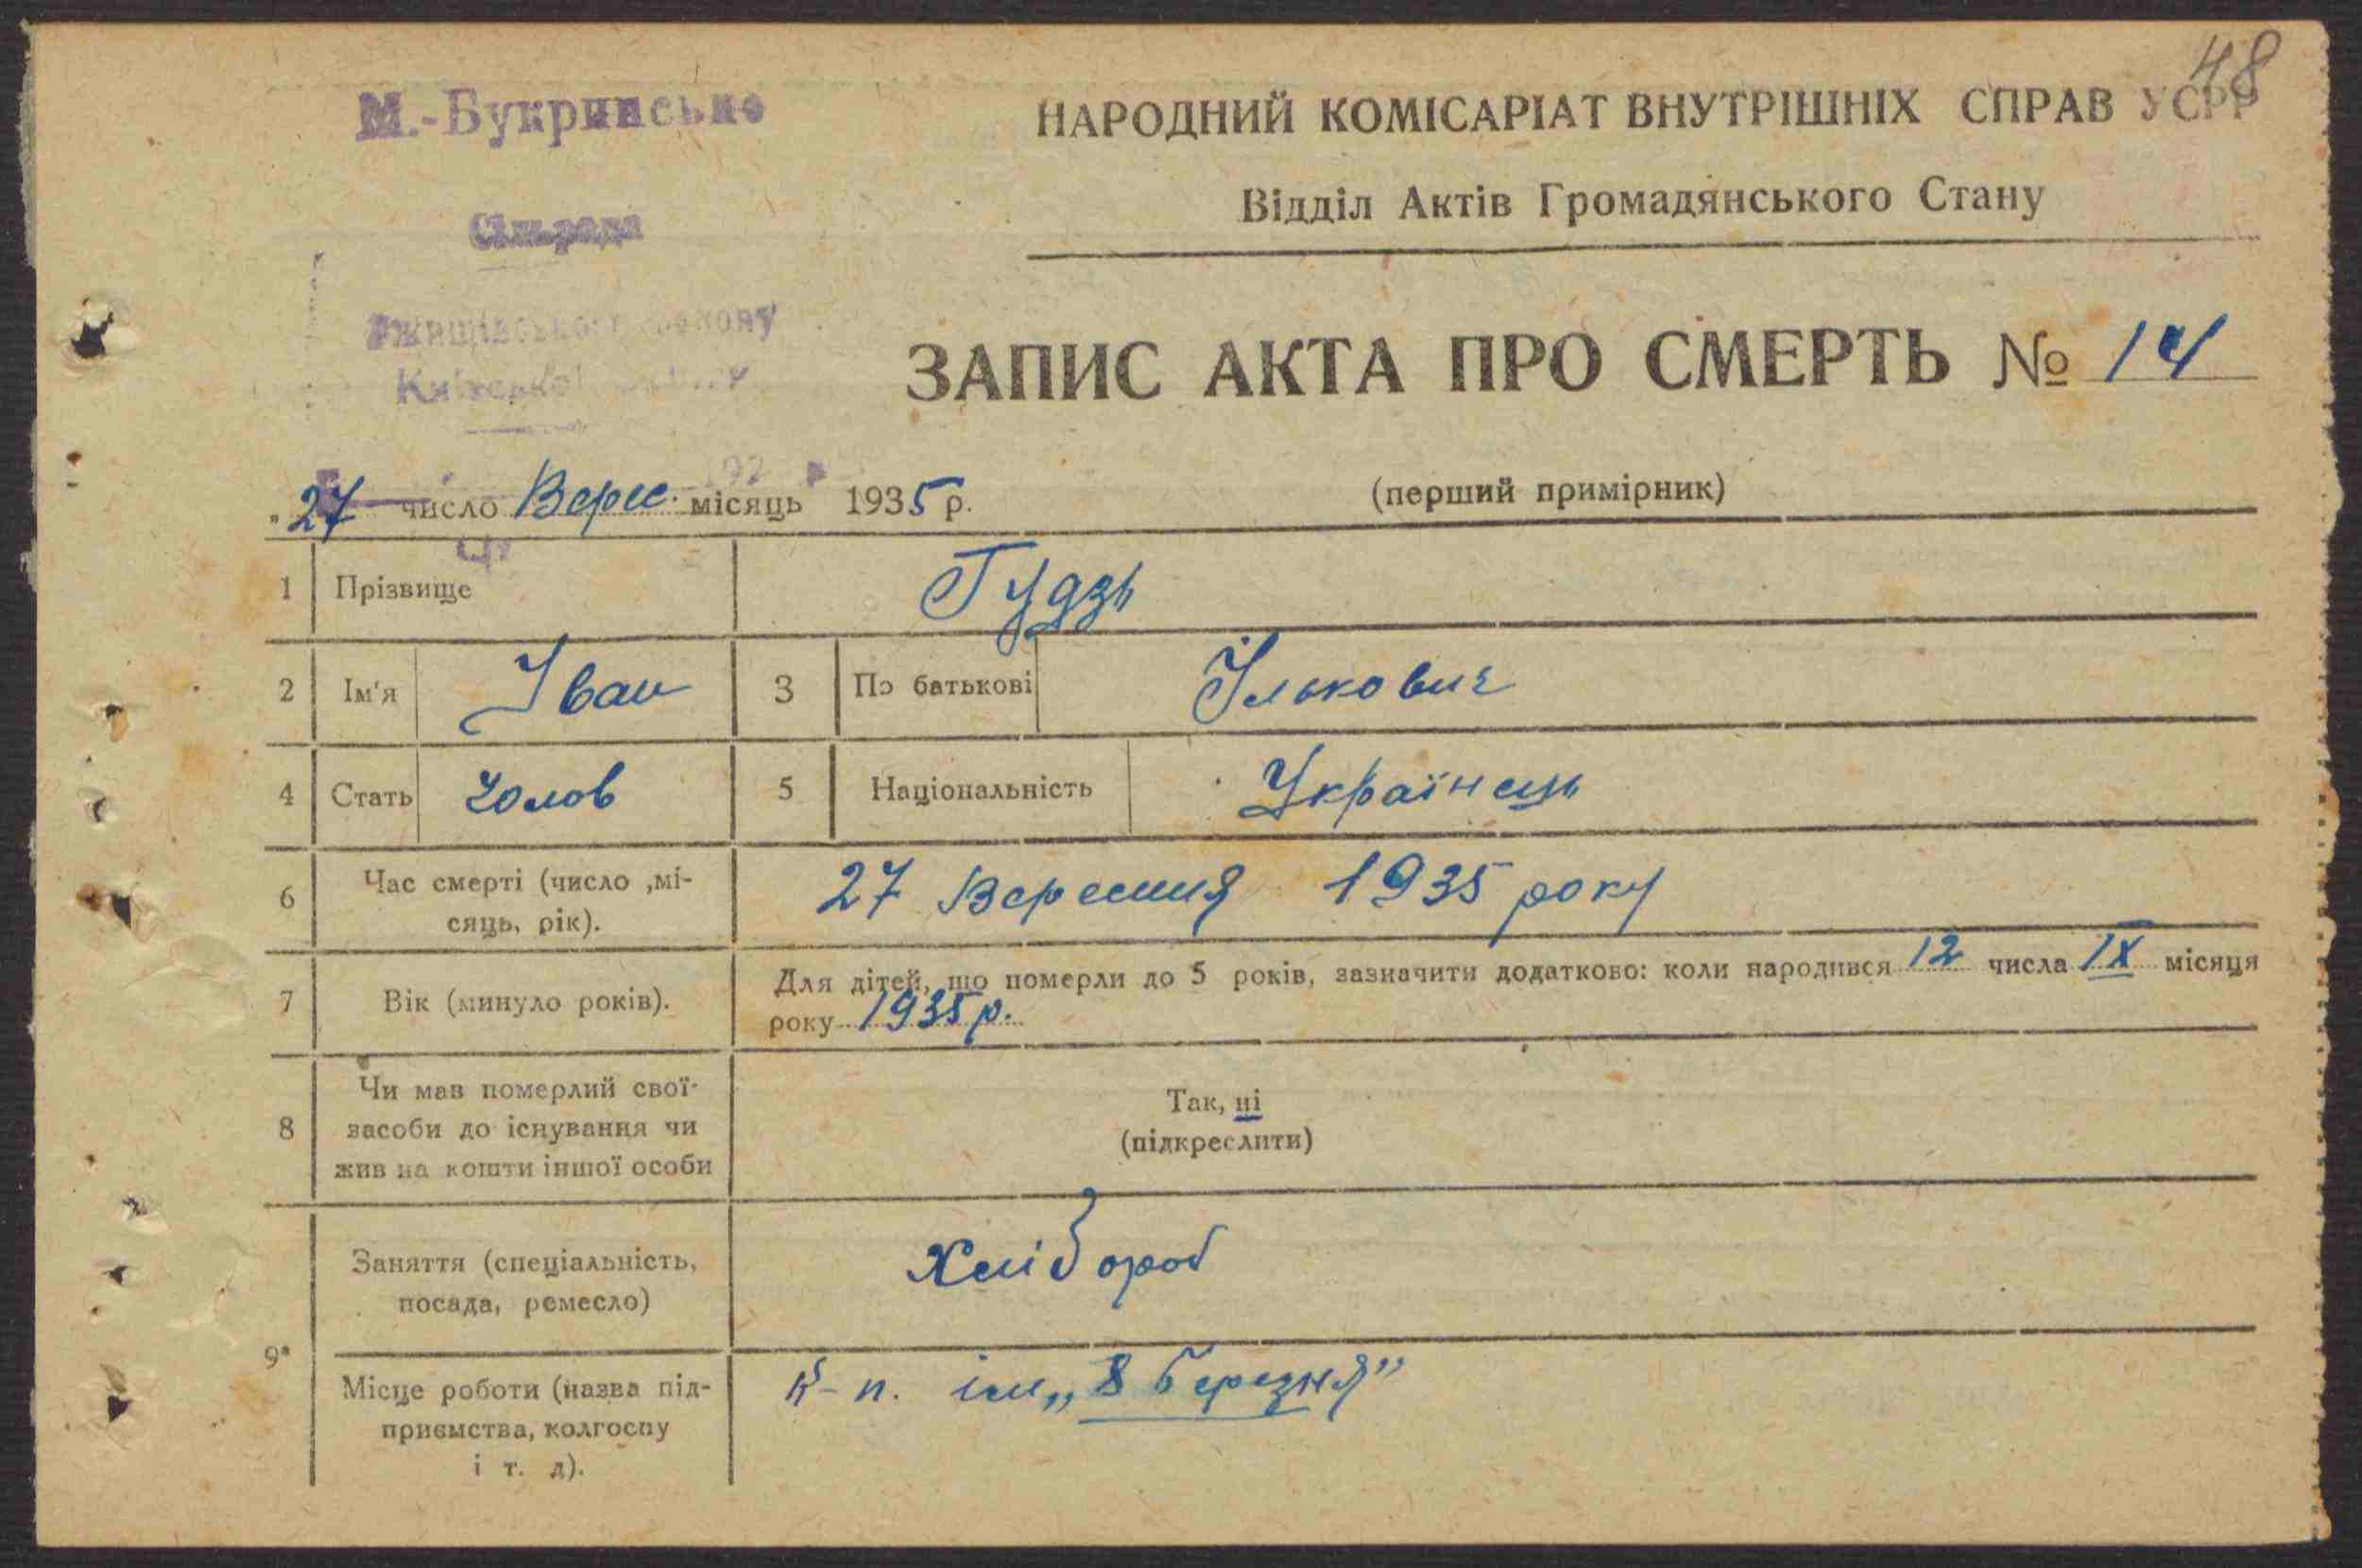 48
М.-Букринська
Сільрада
Ржищівського району
НАРОДНИЙ КОМІСАРІАТ ВНУТРІШНІХ СПРАВ УСРР
Відділ Актів Громадянського Стану
ЗАПИС АКТА ПРО СМЕРТЬ № 14
„27 число Верес. місяць 1935 р.
(перший примірник)
1 Прізвище Гудзь
2 Ім'я Іван 3 По батькові Ількович
4 Стать Чолов 5 Національність Українець
6 Час смерті (число ,мі-
сяць, рік).
27 Вересня 1935 року
7 Вік (минуло років).
Для дітей, що померли до 5 років, зазначити додатково: коли народився 12 числа IX місяця
року 1935 р.
8 Чи мав померлий свої
засоби до існування чи
жив на кошти іншої особи
Так, ні
(підкреслити)
9
Заняття (спеціальність,
посада, ремесло)
Хлібороб
Місце роботи (назва під-
приємства, колгоспу
і т. д).
к-п. ім „8 березня"